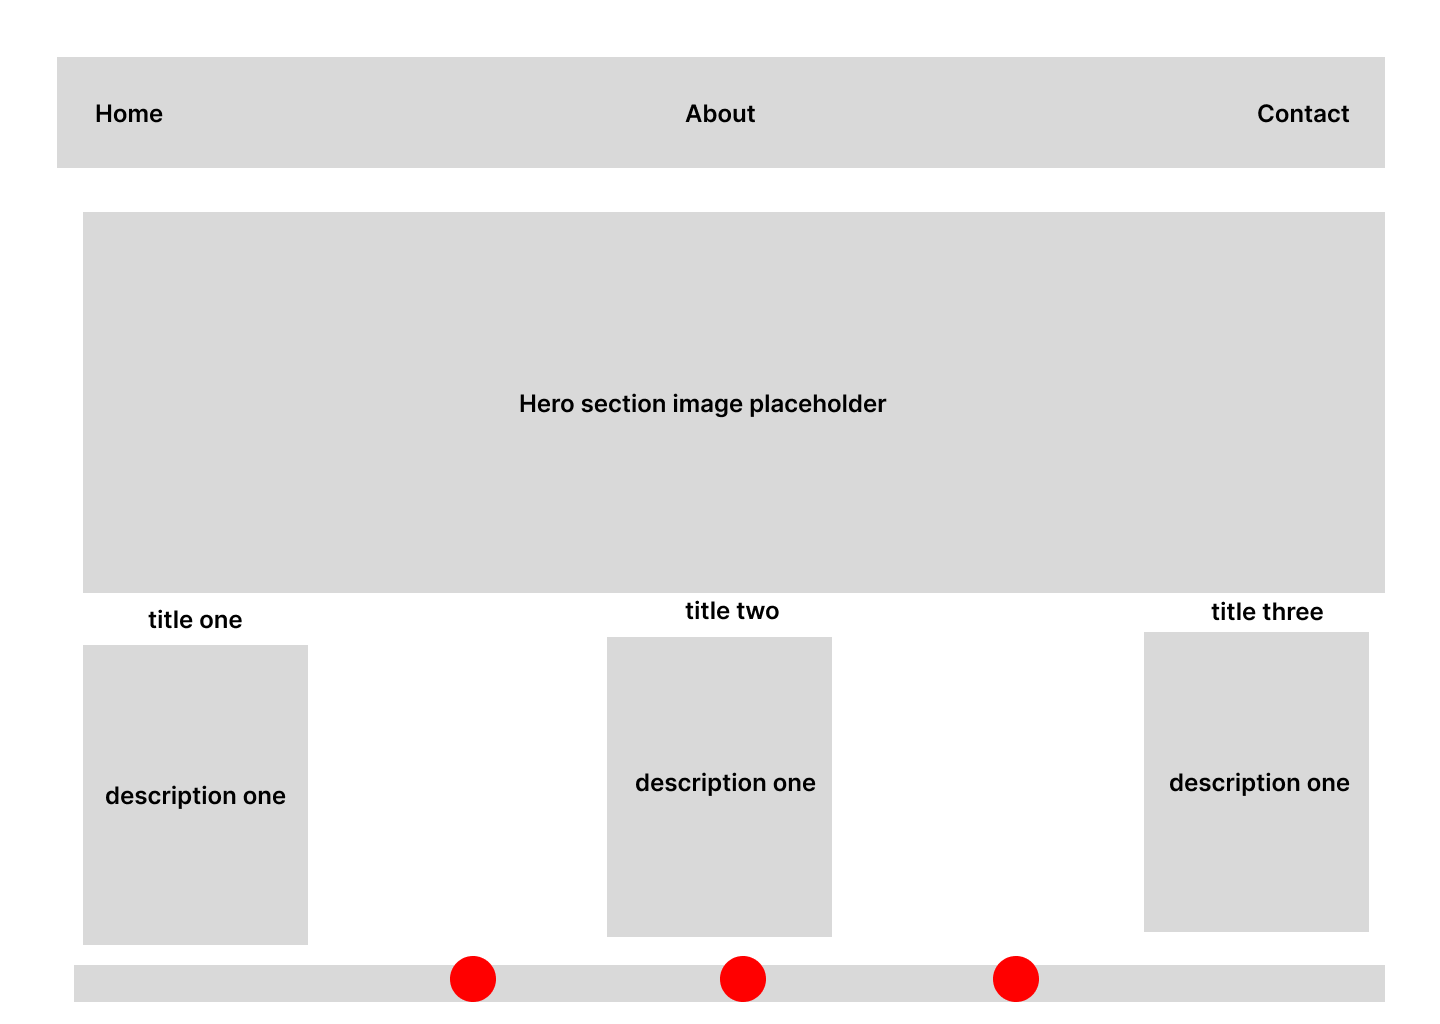 Home
About
Contact
Hero section image placeholder
title one
title two
title three
description one
description one
description one